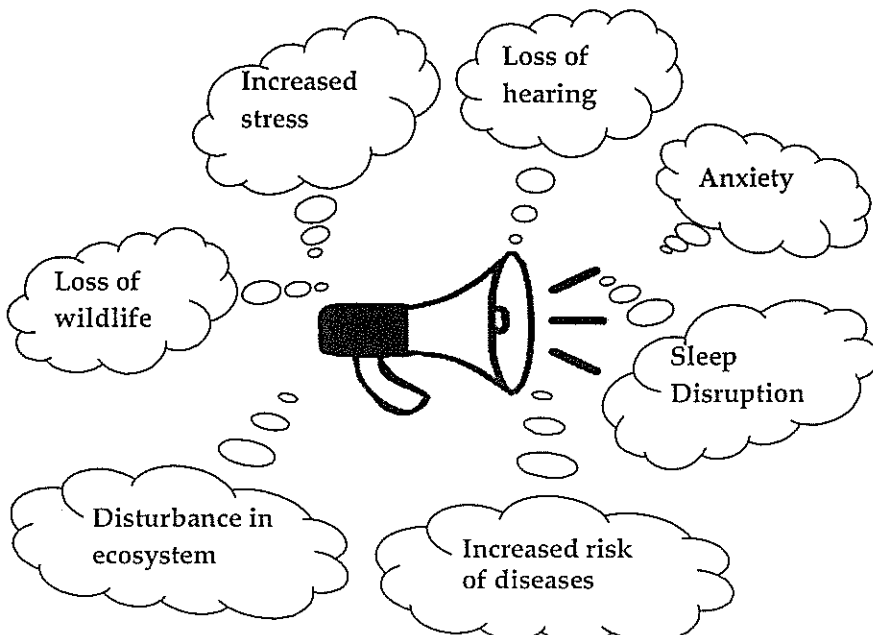 Increased
stress
Loss of
hearing
Anxiety
Loss of
wildlife
Sleep
Disruption
Disturbance in
ecosystem
Increased risk
of diseases